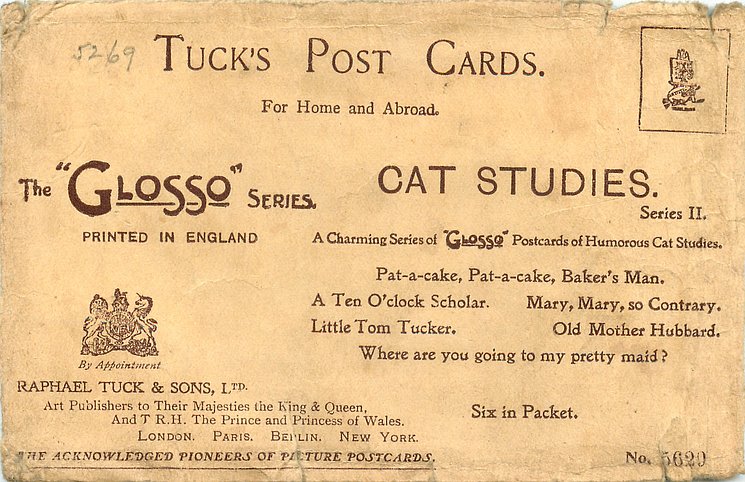 5269
TUCK'S POST CARDS.
For Home and Abroad.
The "GLOSSO" SERIES.
PRINTED IN ENGLAND
CAT STUDIES.
Series II.
A Charming Series of "GLOSSO" Postcards of Humorous Cat Studies.
Pat-a-cake, Pat-a-cake, Baker's Man.
A Ten O'clock Scholar. Mary, Mary, so Contrary.
Little Tom Tucker. Old Mother Hubbard.
Where are you going to my pretty maid?
Six in Packet.
By Appointment
RAPHAEL TUCK & SONS, LTD.
Art Publishers to Their Majesties the King & Queen,
And T R.H. The Prince and Princess of Wales.
LONDON. PARIS. BERLIN. NEW YORK.
THE ACKNOWLEDGED PIONEERS OF PICTURE POSTCARDS.
No. 5629